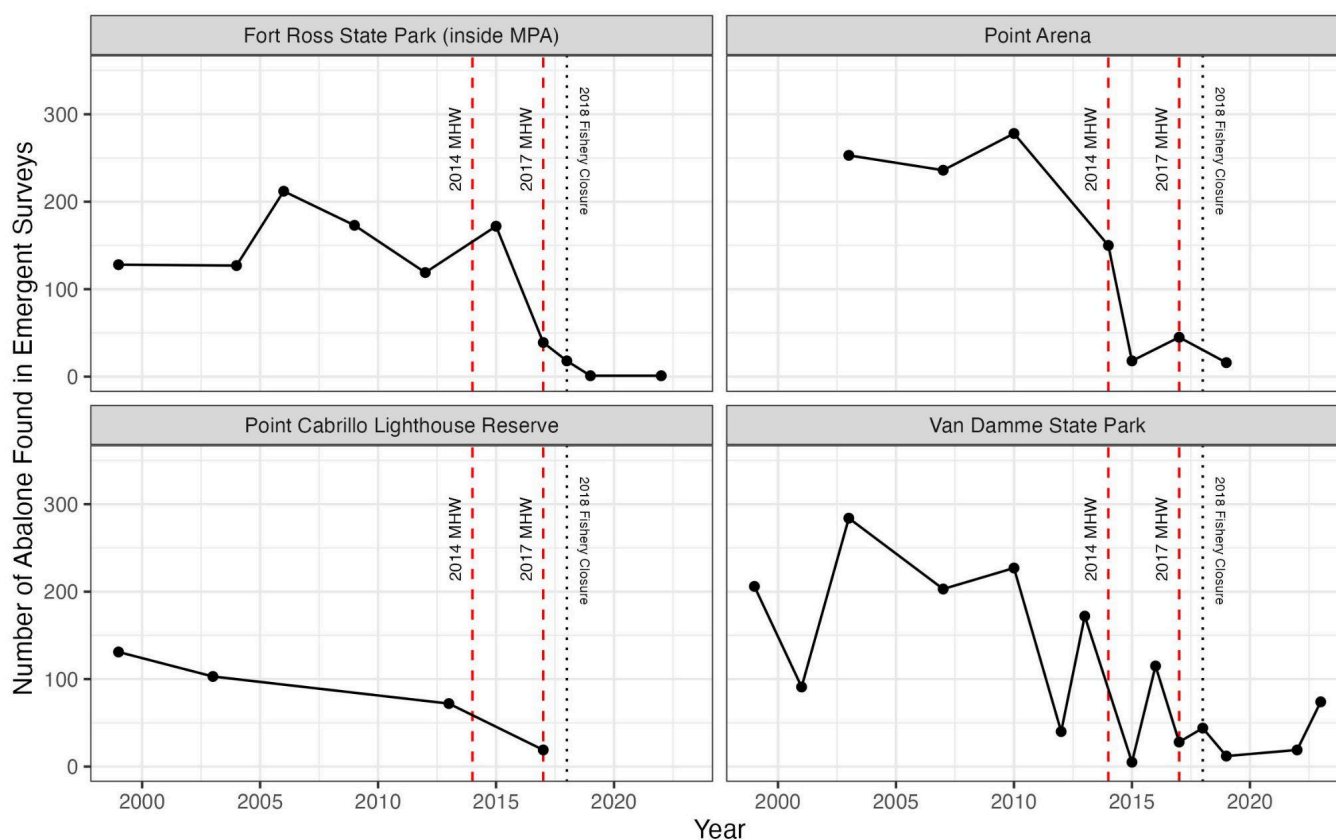 Fort Ross State Park (inside MPA)
Point Arena
Number of Abalone Found in Emergent Surveys
300
200
100
0
2014 MHW
2017 MHW
2018 Fishery Closure
2014 MHW
2017 MHW
2018 Fishery Closure
Point Cabrillo Lighthouse Reserve
Van Damme State Park
300
200
100
0
2014 MHW
2017 MHW
2018 Fishery Closure
2014 MHW
2017 MHW
2018 Fishery Closure
2000
2005
2010
2015
2020
2000
2005
2010
2015
2020
Year